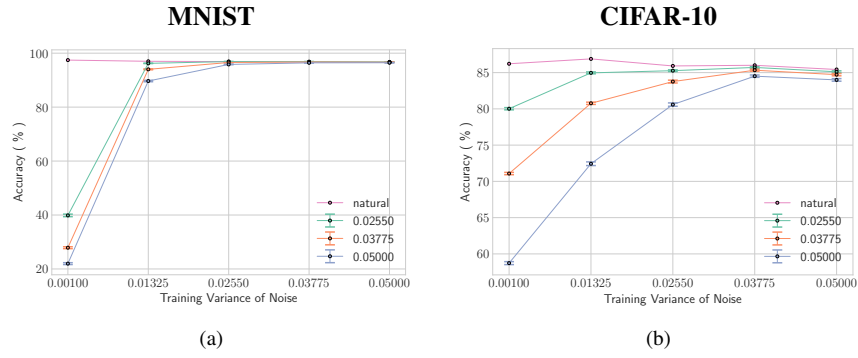 MNIST
100
80
60
40
20
Accuracy ( % )
natural
0.02550
0.03775
0.05000
0.00100 0.01325 0.02550 0.03775 0.05000
Training Variance of Noise
(a)
CIFAR-10
85
80
75
70
65
60
Accuracy ( % )
natural
0.02550
0.03775
0.05000
0.00100 0.01325 0.02550 0.03775 0.05000
Training Variance of Noise
(b)